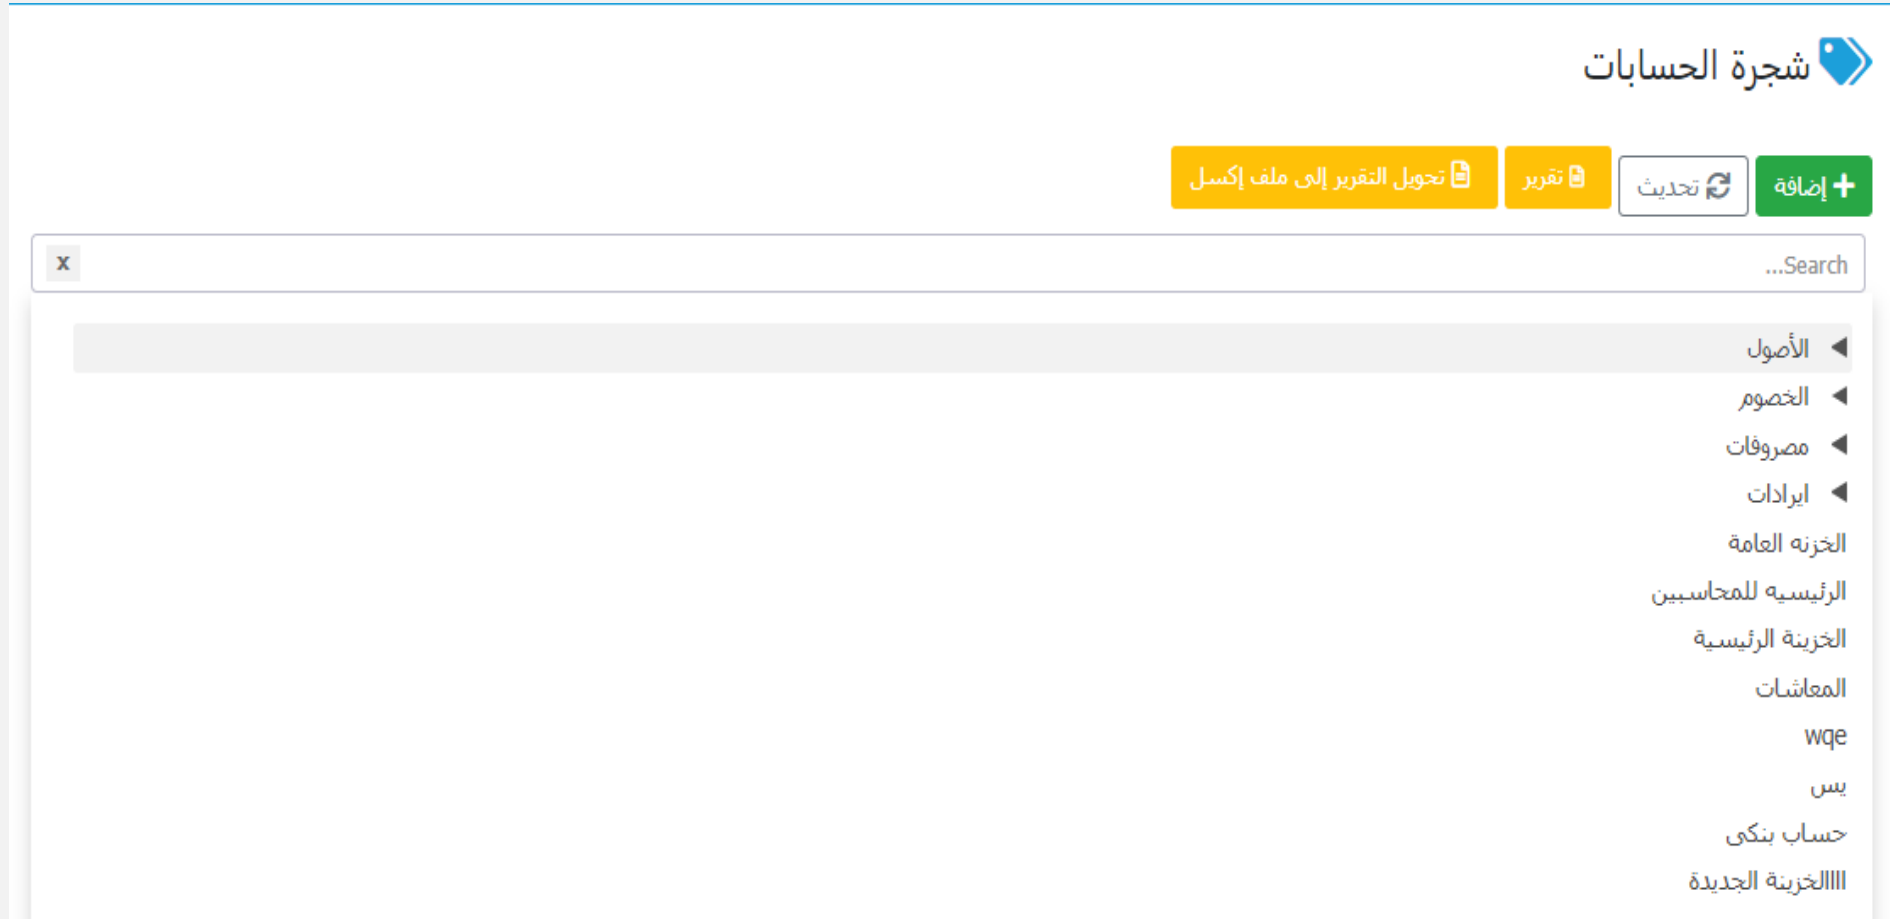 شجرة الحسابات
إضافة تحديث تقرير تحويل التقرير إلى ملف إكسل
Search... x
الأصول
الخصوم
مصروفات
ايرادات
الخزنه العامة
الرئيسيه للمحاسبين
الخزينة الرئيسية
المعاشات
wqe
يس
حساب بنكى
اااالخزينة الجديدة